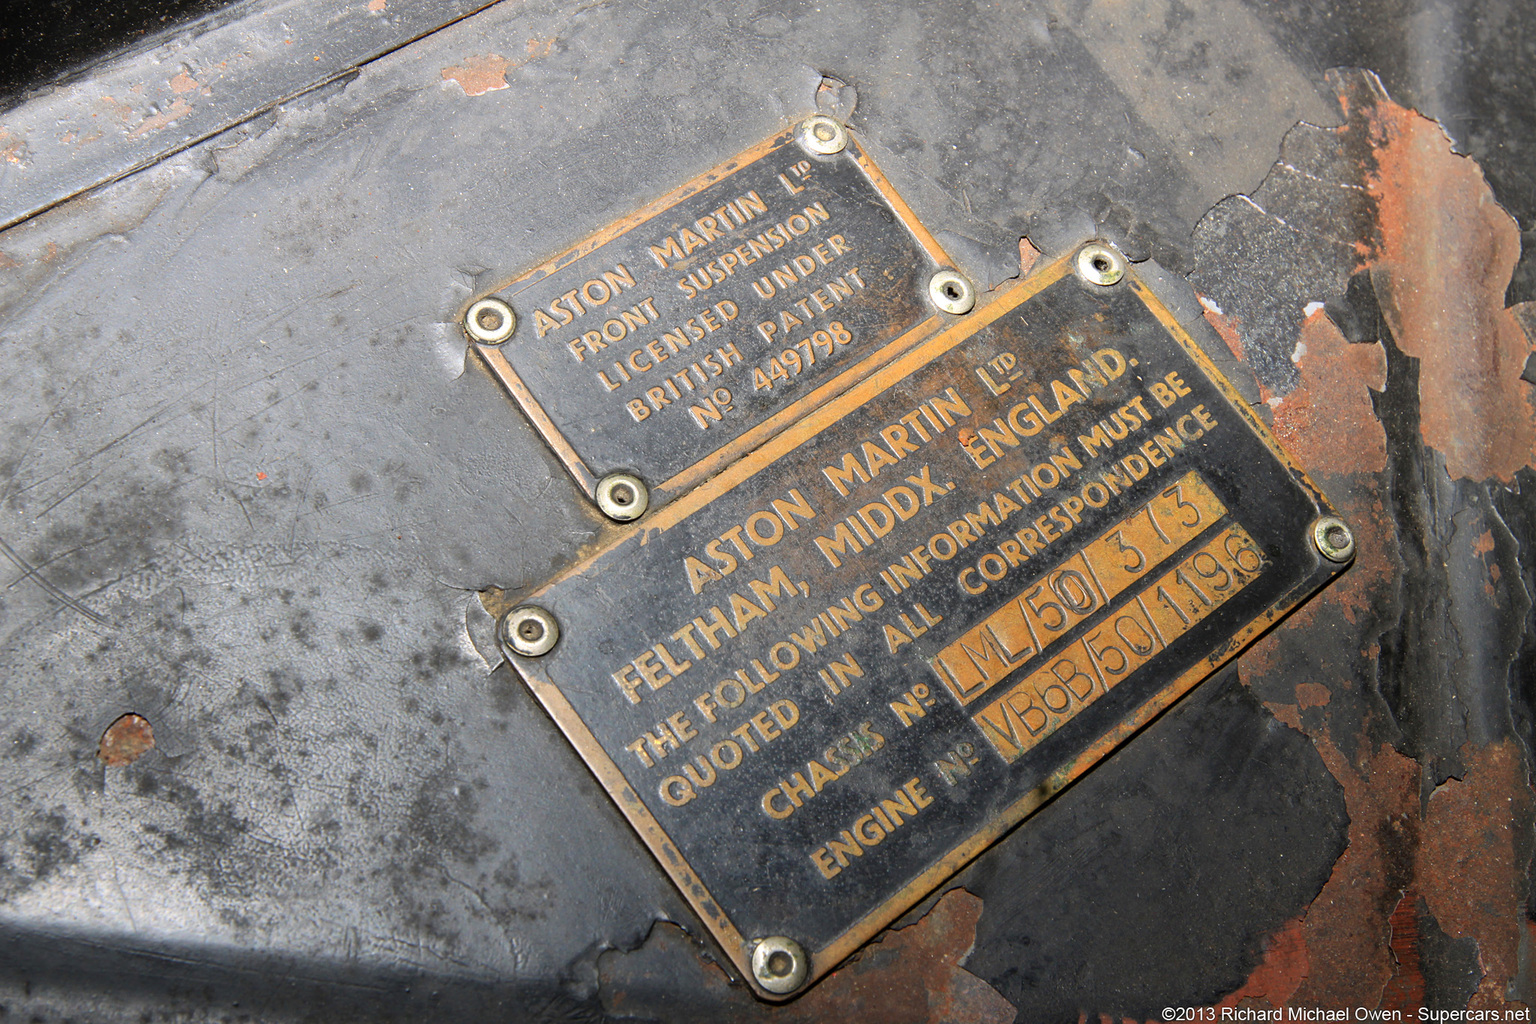 ASTON MARTIN LTD
FRONT SUSPENSION
LICENSED UNDER
BRITISH PATENT
Nº 449798
ASTON MARTIN LTD
FELTHAM, MIDDX. ENGLAND.
THE FOLLOWING INFORMATION MUST BE
QUOTED IN ALL CORRESPONDENCE
CHASSIS Nº LML/50/373
ENGINE Nº VB6B/50/1196
©2013 Richard Michael Owen - Supercars.net